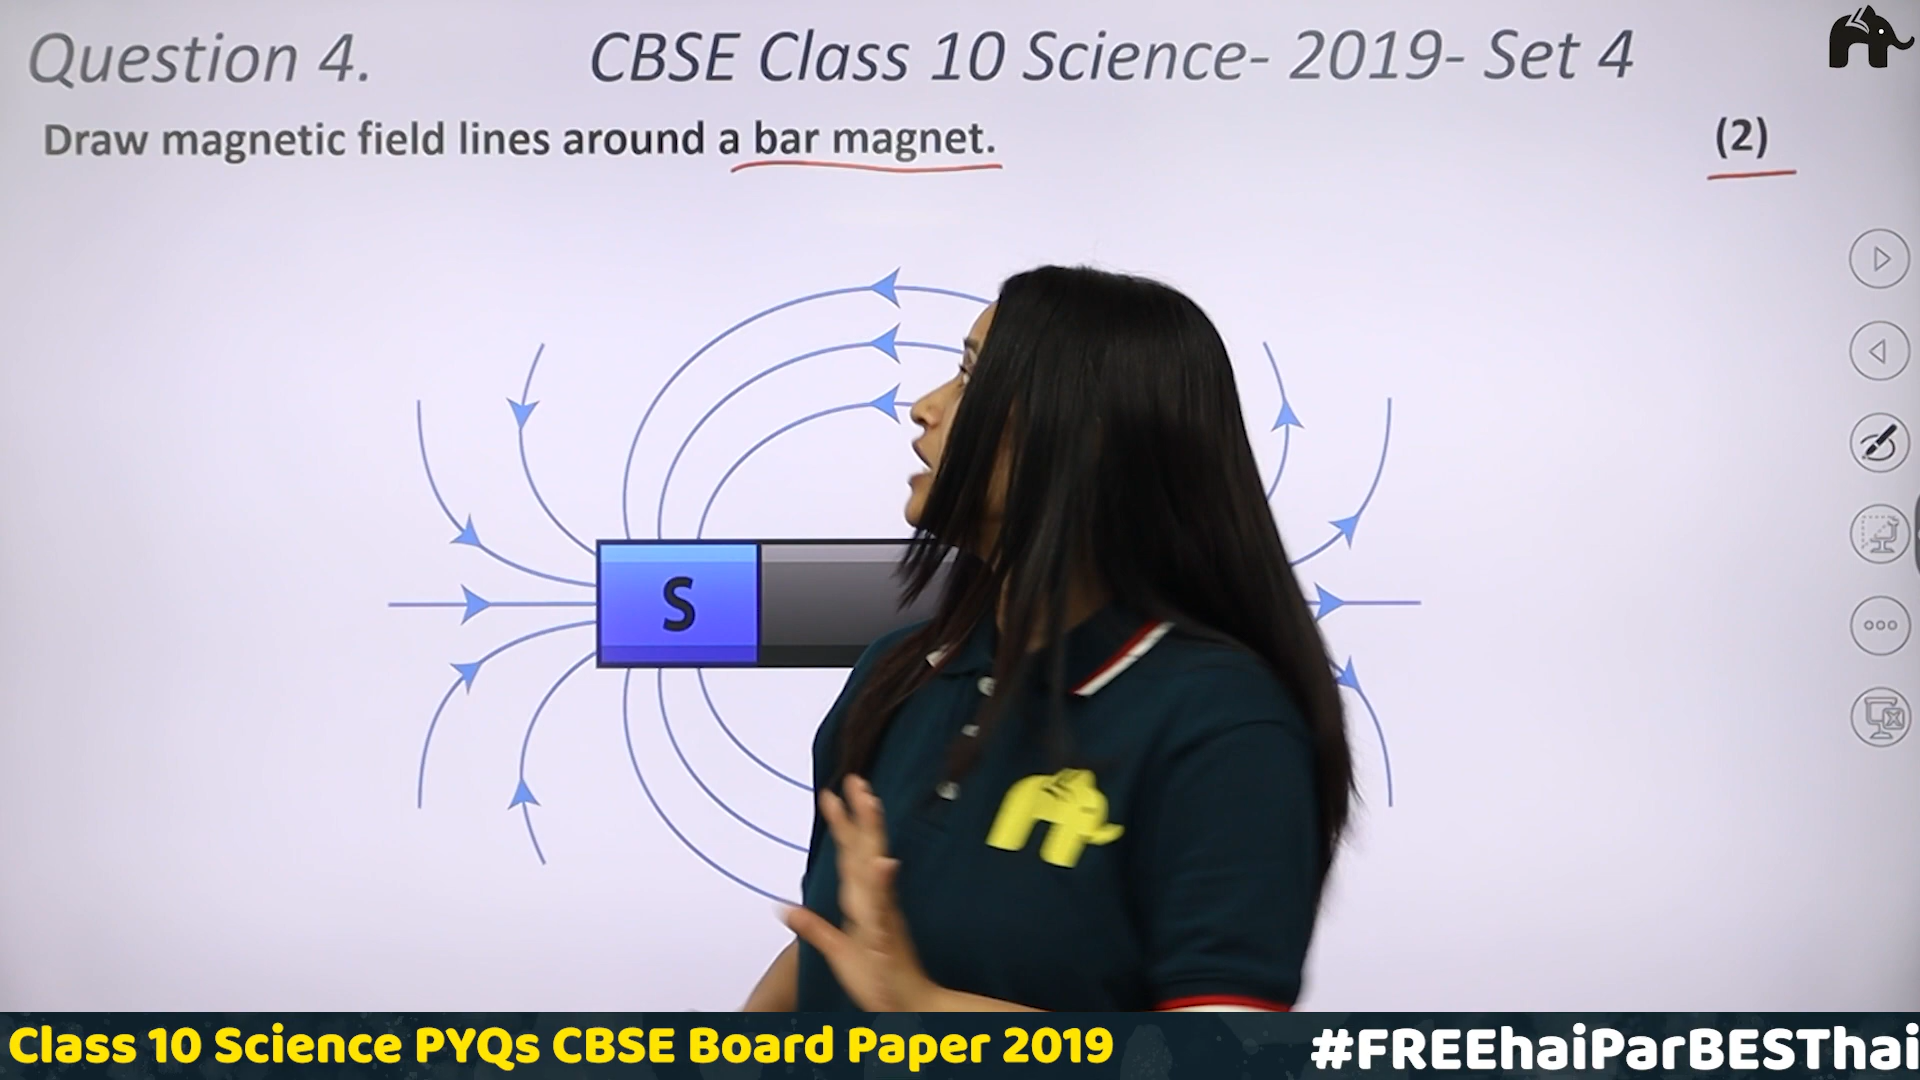 Question 4.
CBSE Class 10 Science- 2019- Set 4
Draw magnetic field lines around a bar magnet.
(2)
S
Class 10 Science PYQs CBSE Board Paper 2019
#FREEhaiParBESThai